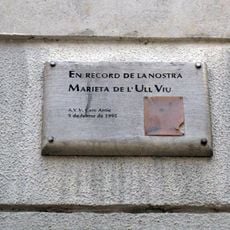 EN RECORD DE LA NOSTRA
MARIETA DE L'ULL VIU
A.V.V. Casc Antic
5 de febrer de 1995